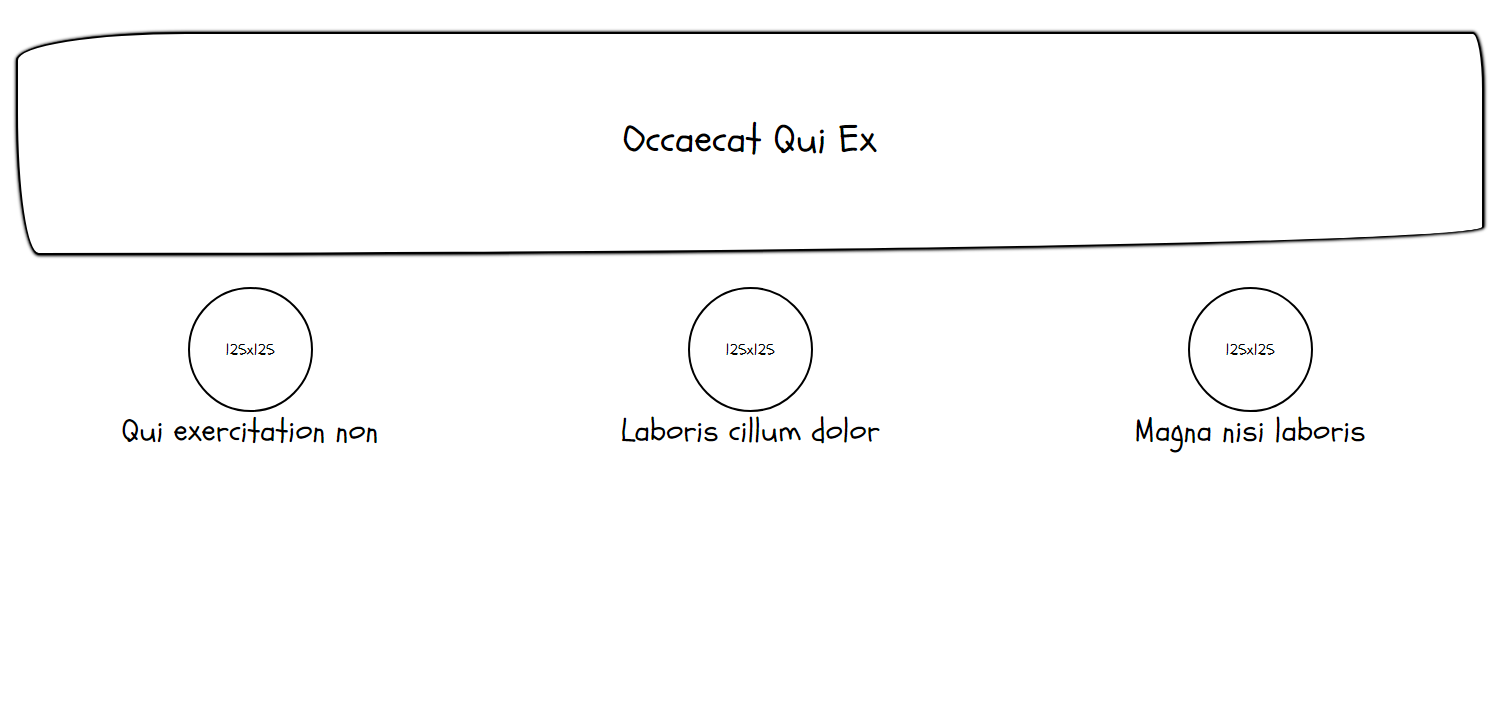 Occaecat Qui Ex
125x125
125x125
125x125
Qui exercitation non
Laboris cillum dolor
Magna nisi laboris